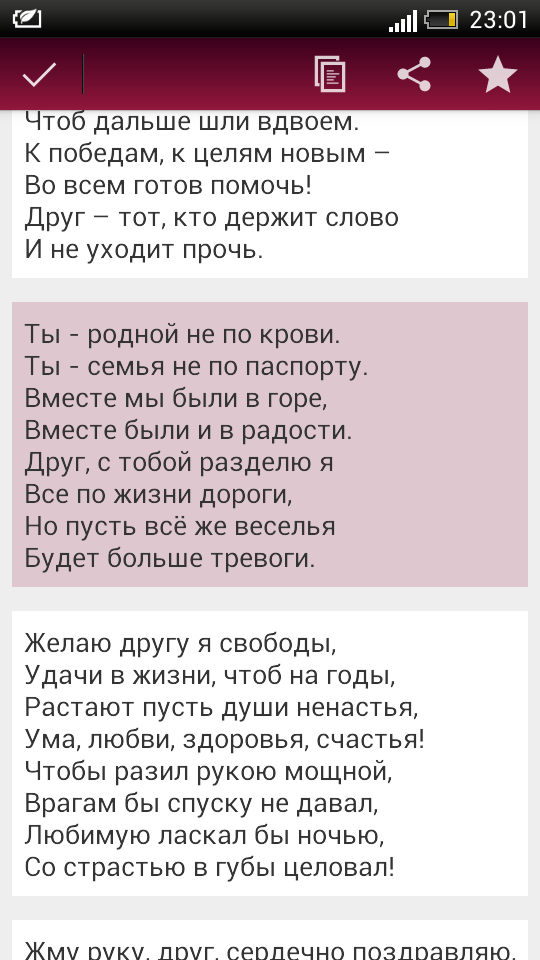 23:01
Чтоб дальше шли вдвоем.
К победам, к целям новым –
Во всем готов помочь!
Друг – тот, кто держит слово
И не уходит прочь.
Ты - родной не по крови.
Ты - семья не по паспорту.
Вместе мы были в горе,
Вместе были и в радости.
Друг, с тобой разделю я
Все по жизни дороги,
Но пусть всё же веселья
Будет больше тревоги.
Желаю другу я свободы,
Удачи в жизни, чтоб на годы,
Растают пусть души ненастья,
Ума, любви, здоровья, счастья!
Чтобы разил рукою мощной,
Врагам бы спуску не давал,
Любимую ласкал бы ночью,
Со страстью в губы целовал!
Жму руку, друг, сердечно поздравляю,